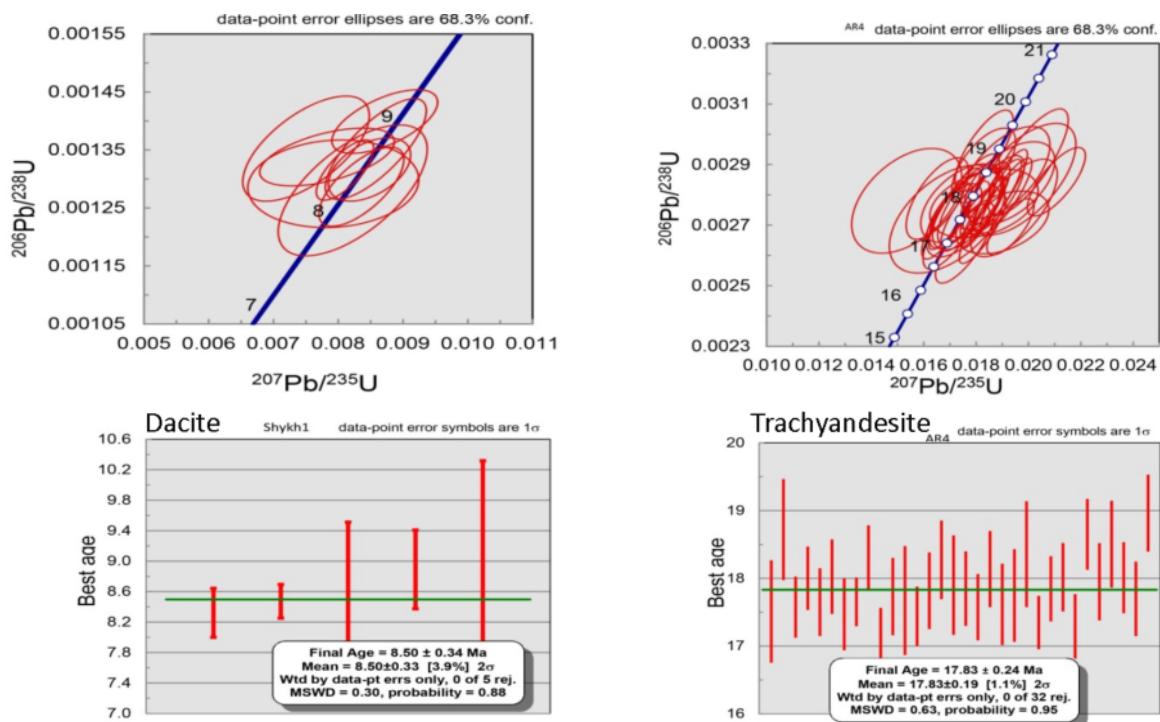 data-point error ellipses are 68.3% conf.
0.00155
0.00145
0.00135
0.00125
0.00115
0.00105
206Pb/238U
9
8
7
0.005 0.006 0.007 0.008 0.009 0.010 0.011
207Pb/235U
AR4 data-point error ellipses are 68.3% conf.
0.0033
0.0031
0.0029
0.0027
0.0025
0.0023
206Pb/238U
21
20
19
18
17
16
15
0.010 0.012 0.014 0.016 0.018 0.020 0.022 0.024
207Pb/235U
Dacite
Shykh1 data-point error symbols are 1σ
10.6
10.2
9.8
9.4
9.0
8.6
8.2
7.8
7.4
7.0
Best age
Final Age = 8.50 ± 0.34 Ma
Mean = 8.50±0.33 [3.9%] 2σ
Wtd by data-pt errs only, 0 of 5 rej.
MSWD = 0.30, probability = 0.88
Trachyandesite
AR4 data-point error symbols are 1σ
20
19
18
17
16
Best age
Final Age = 17.83 ± 0.24 Ma
Mean = 17.83±0.19 [1.1%] 2σ
Wtd by data-pt errs only, 0 of 32 rej.
MSWD = 0.63, probability = 0.95